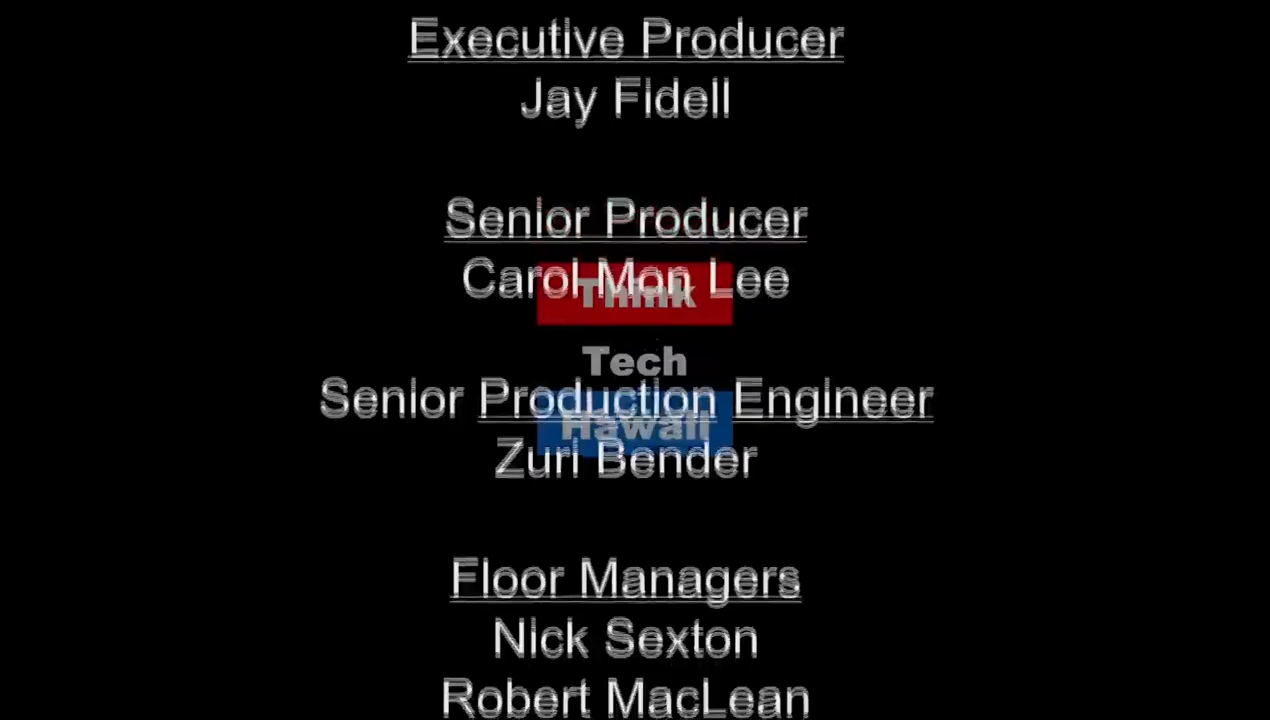 Executive Producer
Jay Fidell
Senior Producer
Carol Mon Lee
Think
Tech
Senior Production Engineer
Hawaii
Zuri Bender
Floor Managers
Nick Sexton
Robert MacLean